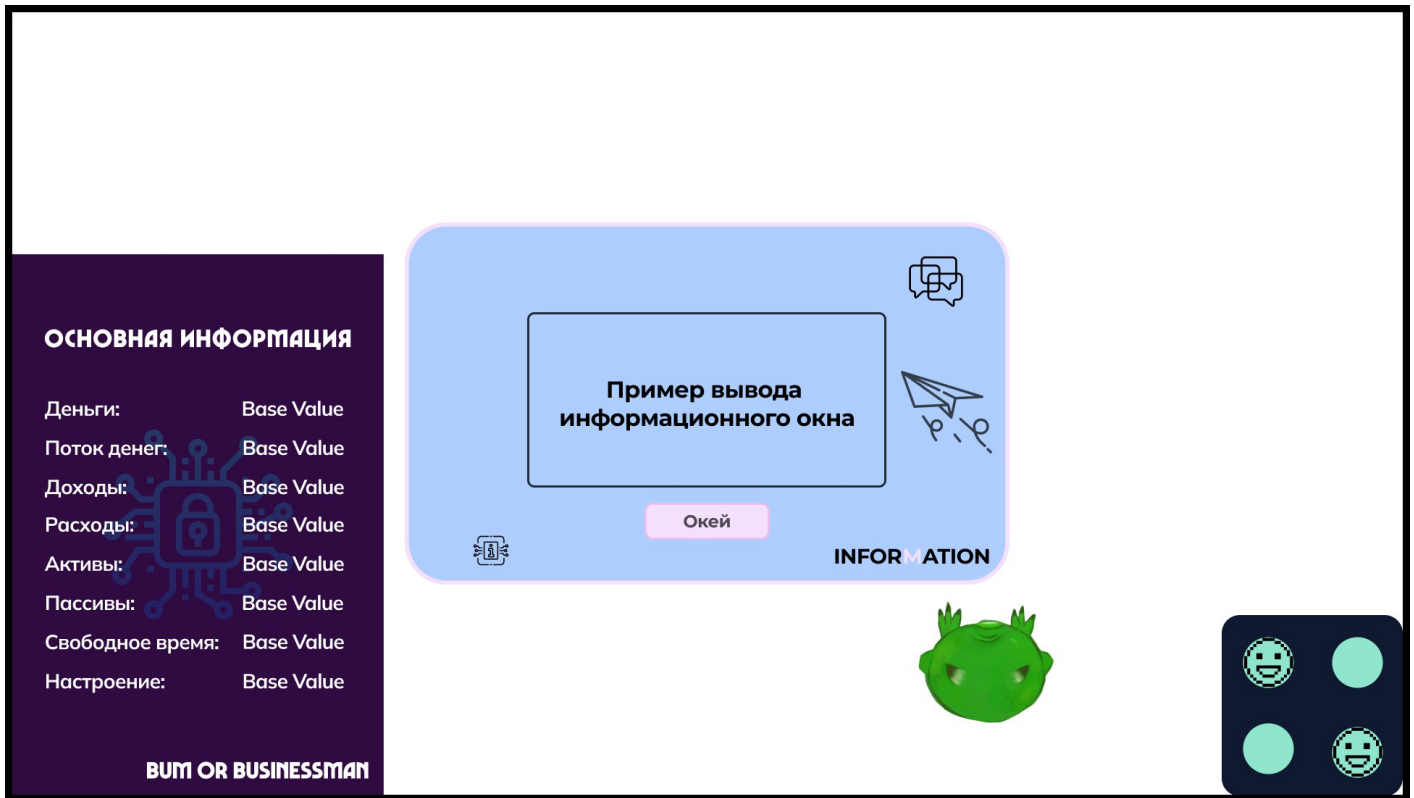 ОСНОВНАЯ ИНФОРМАЦИЯ
Деньги: Base Value
Поток денег: Base Value
Доходы: Base Value
Расходы: Base Value
Активы: Base Value
Пассивы: Base Value
Свободное время: Base Value
Настроение: Base Value
BUM OR BUSINESSMAN
Пример вывода
информационного окна
Окей
INFORMATION